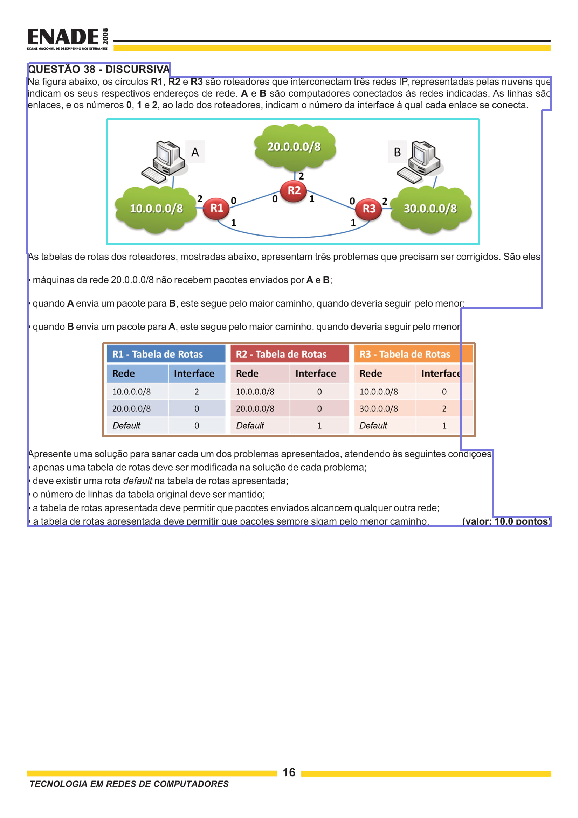 ENADE 2008
EXAME NACIONAL DE DESEMPENHO DOS ESTUDANTES
QUESTÃO 38 - DISCURSIVA
Na figura abaixo, os círculos R1, R2 e R3 são roteadores que interconectam três redes IP, representadas pelas nuvens que
indicam os seus respectivos endereços de rede. A e B são computadores conectados às redes indicadas. As linhas são
enlaces, e os números 0, 1 e 2, ao lado dos roteadores, indicam o número da interface à qual cada enlace se conecta.
A
20.0.0.0/8
B
2
R2
10.0.0.0/8
2
R1
0
0
1
0
R3
2
30.0.0.0/8
1
1
As tabelas de rotas dos roteadores, mostradas abaixo, apresentam três problemas que precisam ser corrigidos. São eles
• máquinas da rede 20.0.0.0/8 não recebem pacotes enviados por A e B;
• quando A envia um pacote para B, este segue pelo maior caminho, quando deveria seguir pelo menor;
• quando B envia um pacote para A, este segue pelo maior caminho, quando deveria seguir pelo menor
R1 - Tabela de Rotas R2 - Tabela de Rotas R3 - Tabela de Rotas
Rede Interface Rede Interface Rede Interface
10.0.0.0/8 2 10.0.0.0/8 0 10.0.0.0/8 0
20.0.0.0/8 0 20.0.0.0/8 0 30.0.0.0/8 2
Default 0 Default 1 Default 1
Apresente uma solução para sanar cada um dos problemas apresentados, atendendo às seguintes condições
• apenas uma tabela de rotas deve ser modificada na solução de cada problema;
• deve existir uma rota default na tabela de rotas apresentada;
• o número de linhas da tabela original deve ser mantido;
• a tabela de rotas apresentada deve permitir que pacotes enviados alcancem qualquer outra rede;
• a tabela de rotas apresentada deve permitir que pacotes sempre sigam pelo menor caminho. (valor: 10,0 pontos)
16
TECNOLOGIA EM REDES DE COMPUTADORES